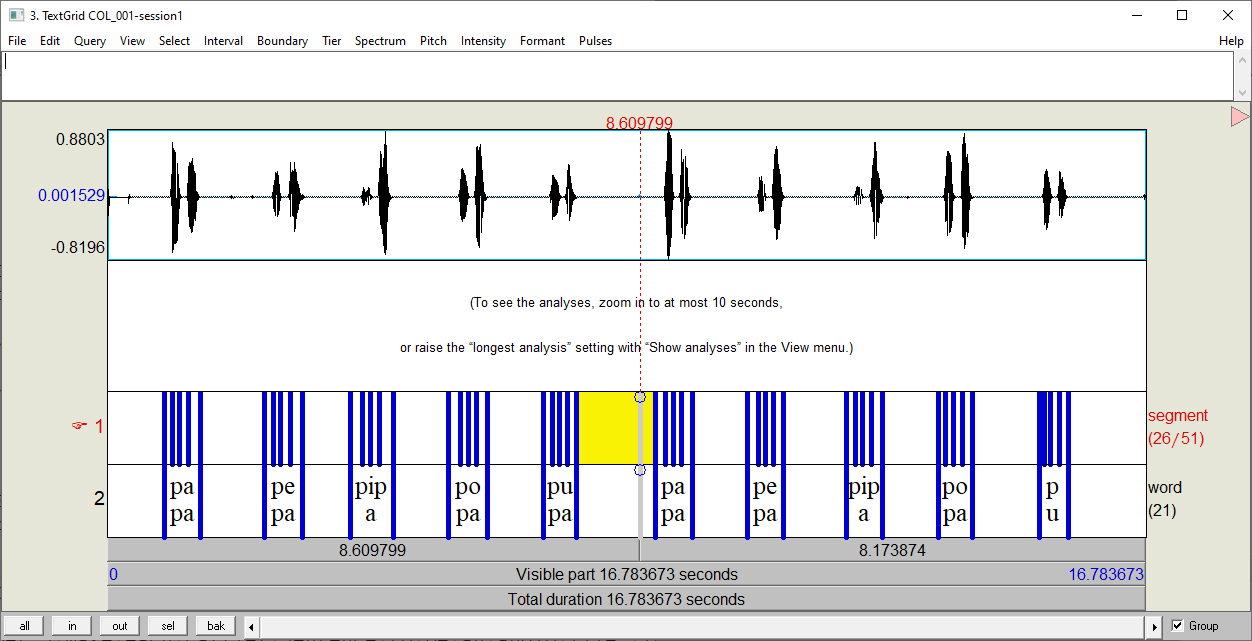 3. TextGrid COL_001-session1
File Edit Query View Select Interval Boundary Tier Spectrum Pitch Intensity Formant Pulses Help
8.609799
0.8803
0.001529
-0.8196
(To see the analyses, zoom in to at most 10 seconds,
or raise the “longest analysis” setting with “Show analyses” in the View menu.)
☞ 1
segment
(26/51)
2
pa pe pip po pu pa pe pip po p
pa pa a pa pa pa pa a pa u
word
(21)
8.609799 8.173874
0 Visible part 16.783673 seconds 16.783673
Total duration 16.783673 seconds
all in out sel bak Group